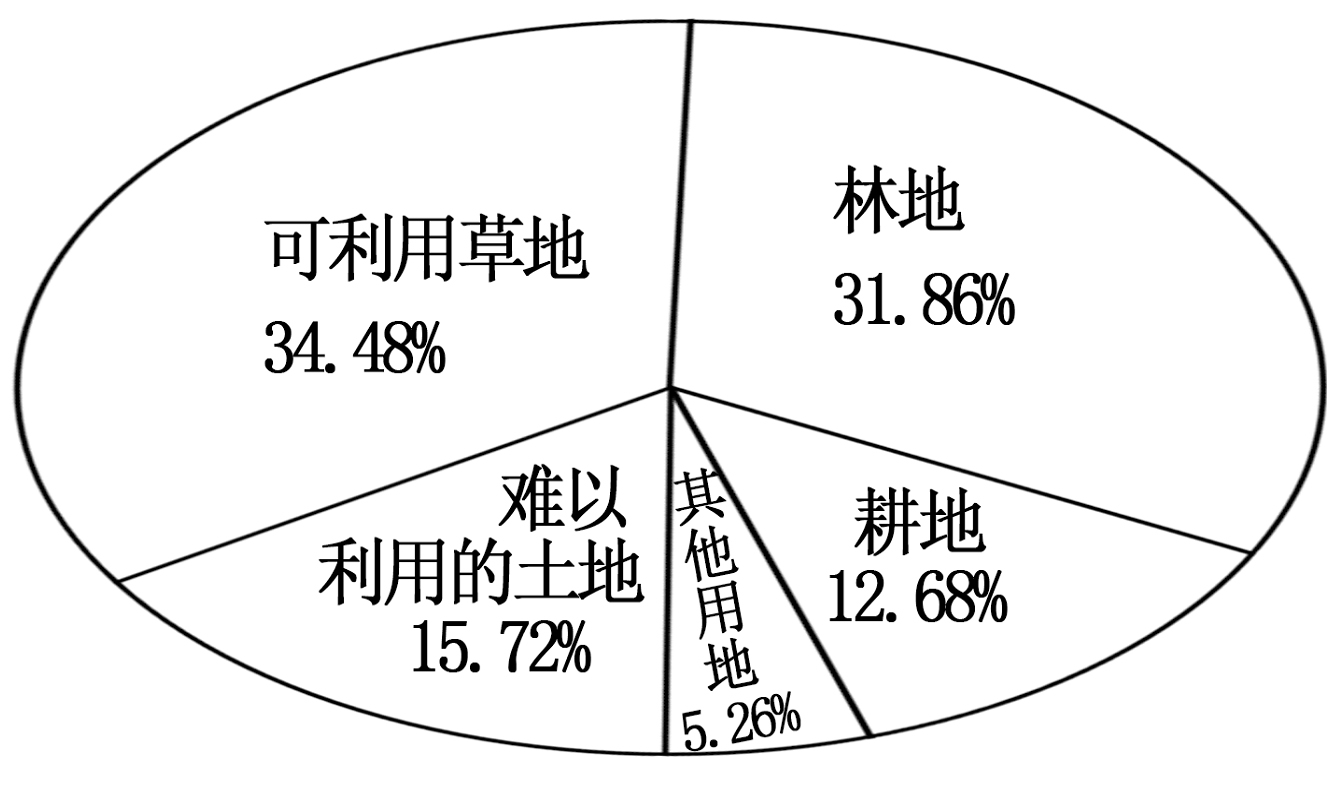 林地
31.86%
可利用草地
34.48%
难以
利用的土地
15.72%
其他用地
5.26%
耕地
12.68%